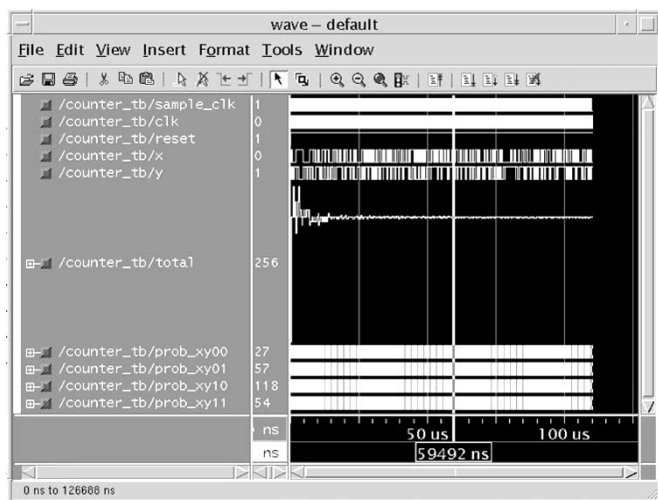 wave – default
File Edit View Insert Format Tools Window
/counter_tb/sample_clk 1
/counter_tb/clk 0
/counter_tb/reset 1
/counter_tb/x 0
/counter_tb/y 1
/counter_tb/total 256
/counter_tb/prob_xy00 27
/counter_tb/prob_xy01 57
/counter_tb/prob_xy10 118
/counter_tb/prob_xy11 54
ns 50 us 100 us
ns 59492 ns
0 ns to 126688 ns